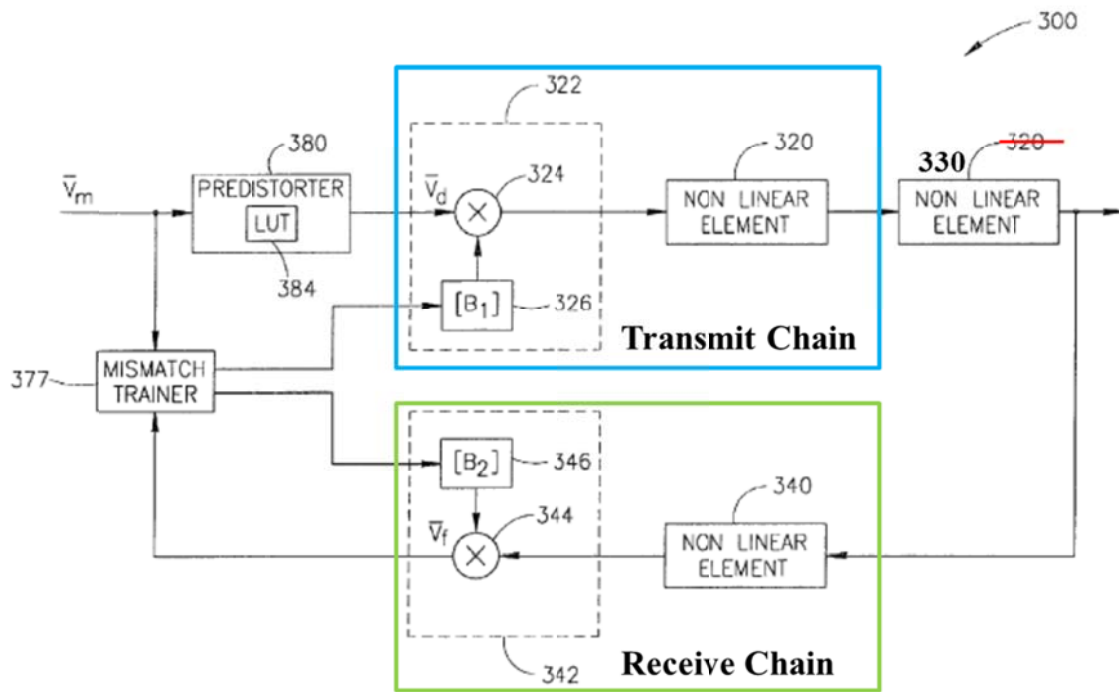 300
322
380
324
320
330
320
V̅m
PREDISTORTER
LUT
V̅d
NON LINEAR
ELEMENT
NON LINEAR
ELEMENT
384
[B1]
326
Transmit Chain
377
MISMATCH
TRAINER
[B2]
346
340
V̅f
344
NON LINEAR
ELEMENT
342
Receive Chain